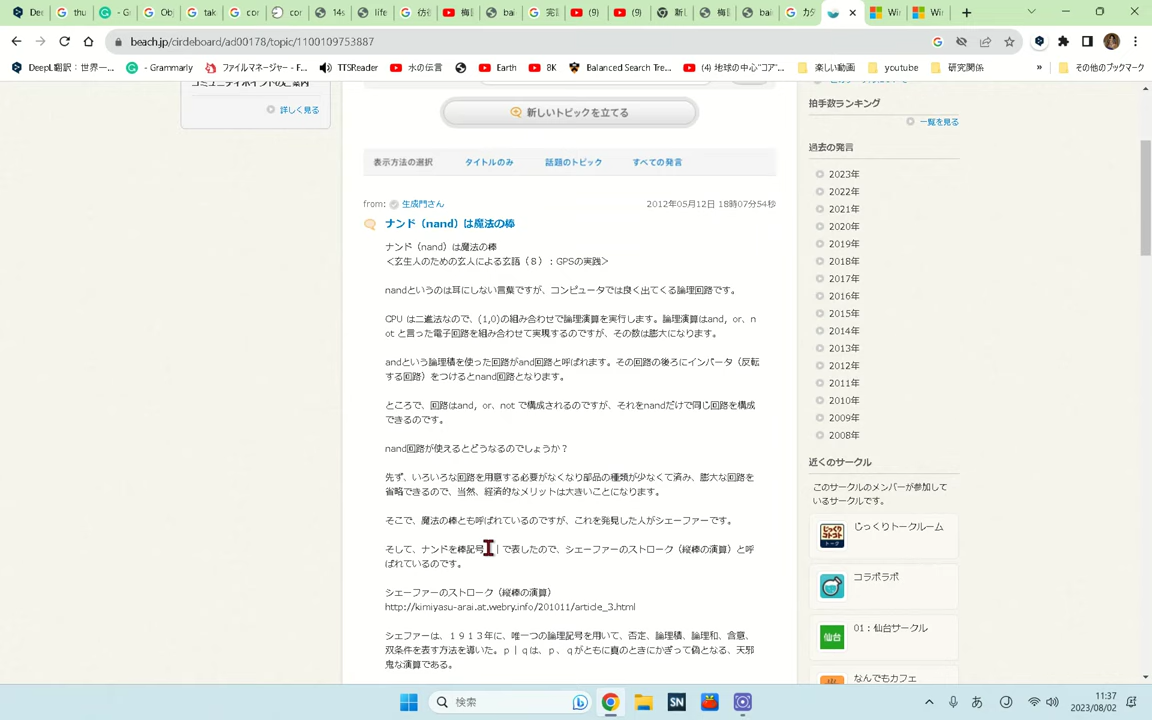 De
thu
G
Ob
tak
cor
cor
14s
life
彷彿
梅
bai
完
(9)
(9)
新し
梅
bai
カタ
Wir
Wir
beach.jp/circleboard/ad00178/topic/1100109753887
DeepL翻訳：世界一...
- Grammarly
ファイルマネージャー - F...
TTSReader
水の伝言
Earth
8K
Balanced Search Tre...
(4) 地球の中心"コア"...
楽しい動画
youtube
研究関係
»
その他のブックマーク
コミュニティポイントのご案内
詳しく見る
新しいトピックを立てる
表示方法の選択
タイトルのみ
話題のトピック
すべての発言
from: 生成門さん
2012年05月12日 18時07分54秒
ナンド（nand）は魔法の棒
ナンド（nand）は魔法の棒
＜玄生人のための玄人による玄語（８）：GPSの実践＞
nandというのは耳にしない言葉ですが、コンピュータでは良く出てくる論理回路です。
CPU は二進法なので、(1,0)の組み合わせで論理演算を実行します。論理演算はand, or、n
ot と言った電子回路を組み合わせて実現するのですが、その数は膨大になります。
andという論理積を使った回路がand回路と呼ばれます。その回路の後ろにインバータ（反転
する回路）をつけるとnand回路となります。
ところで、回路はand, or、not で構成されるのですが、それをnandだけで同じ回路を構成
できるのです。
nand回路が使えるとどうなるのでしょうか？
先ず、いろいろな回路を用意する必要がなくなり部品の種類が少なくて済み、膨大な回路を
省略できるので、当然、経済的なメリットは大きいことになります。
そこで、魔法の棒とも呼ばれているのですが、これを発見した人がシェーファーです。
そして、ナンドを棒記号 | で表したので、シェーファーのストローク（縦棒の演算）と呼
ばれているのです。
シェーファーのストローク（縦棒の演算）
http://kimiyasu-arai.at.webry.info/201011/article_3.html
シェファーは、１９１３年に、唯一つの論理記号を用いて、否定、論理積、論理和、含意、
双条件を表す方法を導いた。ｐ｜ｑは、ｐ、ｑがともに真のときにかぎって偽となる、天邪
鬼な演算である。
拍手数ランキング
一覧を見る
過去の発言
2023年
2022年
2021年
2020年
2019年
2018年
2017年
2016年
2015年
2014年
2013年
2012年
2011年
2010年
2009年
2008年
近くのサークル
このサークルのメンバーが参加して
いるサークルです。
じっくりトークルーム
コラボラボ
01：仙台サークル
なんでもカフェ
検索
SN
あ
11:37
2023/08/02